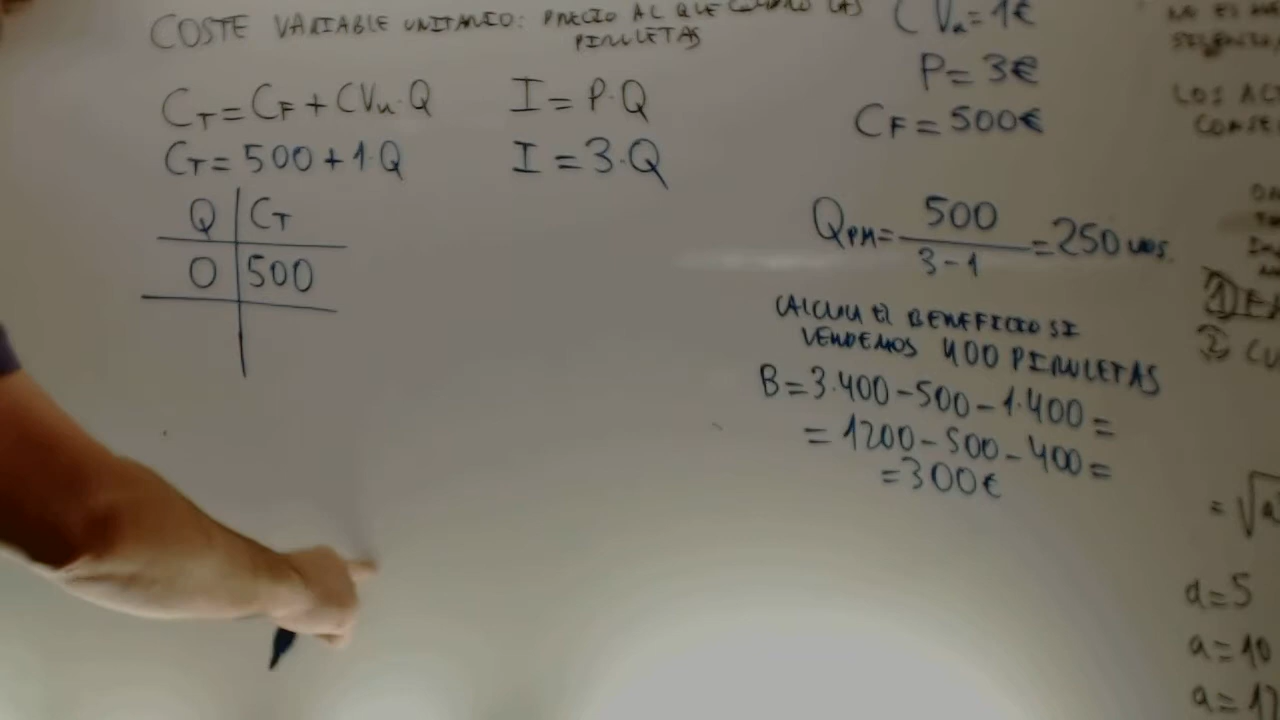 COSTE VARIABLE UNITARIO: PRECIO AL QUE COMPRO LAS
PIRULETAS
CT = CF + CVu·Q
CT = 500 + 1·Q
Q CT
0 500
I = P·Q
I = 3·Q
CVu = 1€
P = 3€
CF = 500€
QPM = 500 / 3-1 = 250 uds.
CALCULA EL BENEFICIO SI
VENDEMOS 400 PIRULETAS
B = 3·400 - 500 - 1·400 =
= 1200 - 500 - 400 =
= 300€
LOS ACT
= √a
a = 5
a = 10